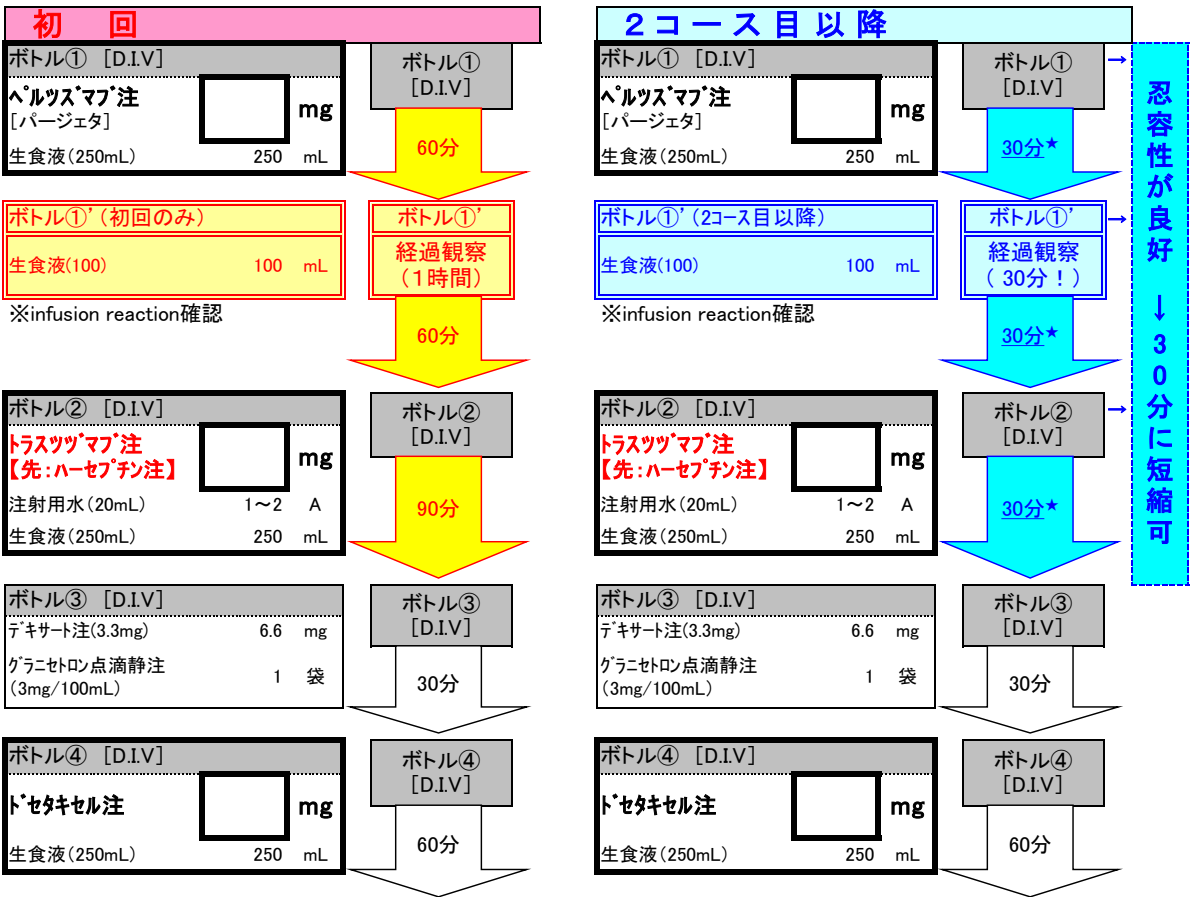 初 回
ボトル① [D.I.V]
ペルツズマブ注
[パージェタ]
mg
生食液(250mL) 250 mL
ボトル①
[D.I.V]
60分
ボトル①’(初回のみ)
生食液(100) 100 mL
※infusion reaction確認
ボトル①’
経過観察
(1時間)
60分
ボトル② [D.I.V]
トラスツヅマブ注
【先:ハーセプチン注】
mg
注射用水(20mL) 1～2 A
生食液(250mL) 250 mL
ボトル②
[D.I.V]
90分
ボトル③ [D.I.V]
デキサート注(3.3mg) 6.6 mg
グラニセトロン点滴静注
(3mg/100mL)
1 袋
ボトル③
[D.I.V]
30分
ボトル④ [D.I.V]
ドセタキセル注
mg
生食液(250mL) 250 mL
ボトル④
[D.I.V]
60分
2コース目以降
ボトル① [D.I.V]
ペルツズマブ注
[パージェタ]
mg
生食液(250mL) 250 mL
ボトル①
[D.I.V]
→
30分★
ボトル①’(2コース目以降)
生食液(100) 100 mL
※infusion reaction確認
ボトル①’
→
経過観察
( 30分！)
30分★
ボトル② [D.I.V]
トラスツヅマブ注
【先:ハーセプチン注】
mg
注射用水(20mL) 1～2 A
生食液(250mL) 250 mL
ボトル②
[D.I.V]
→
30分★
ボトル③ [D.I.V]
デキサート注(3.3mg) 6.6 mg
グラニセトロン点滴静注
(3mg/100mL)
1 袋
ボトル③
[D.I.V]
30分
ボトル④ [D.I.V]
ドセタキセル注
mg
生食液(250mL) 250 mL
ボトル④
[D.I.V]
60分
忍容性が良好 →30分に短縮可